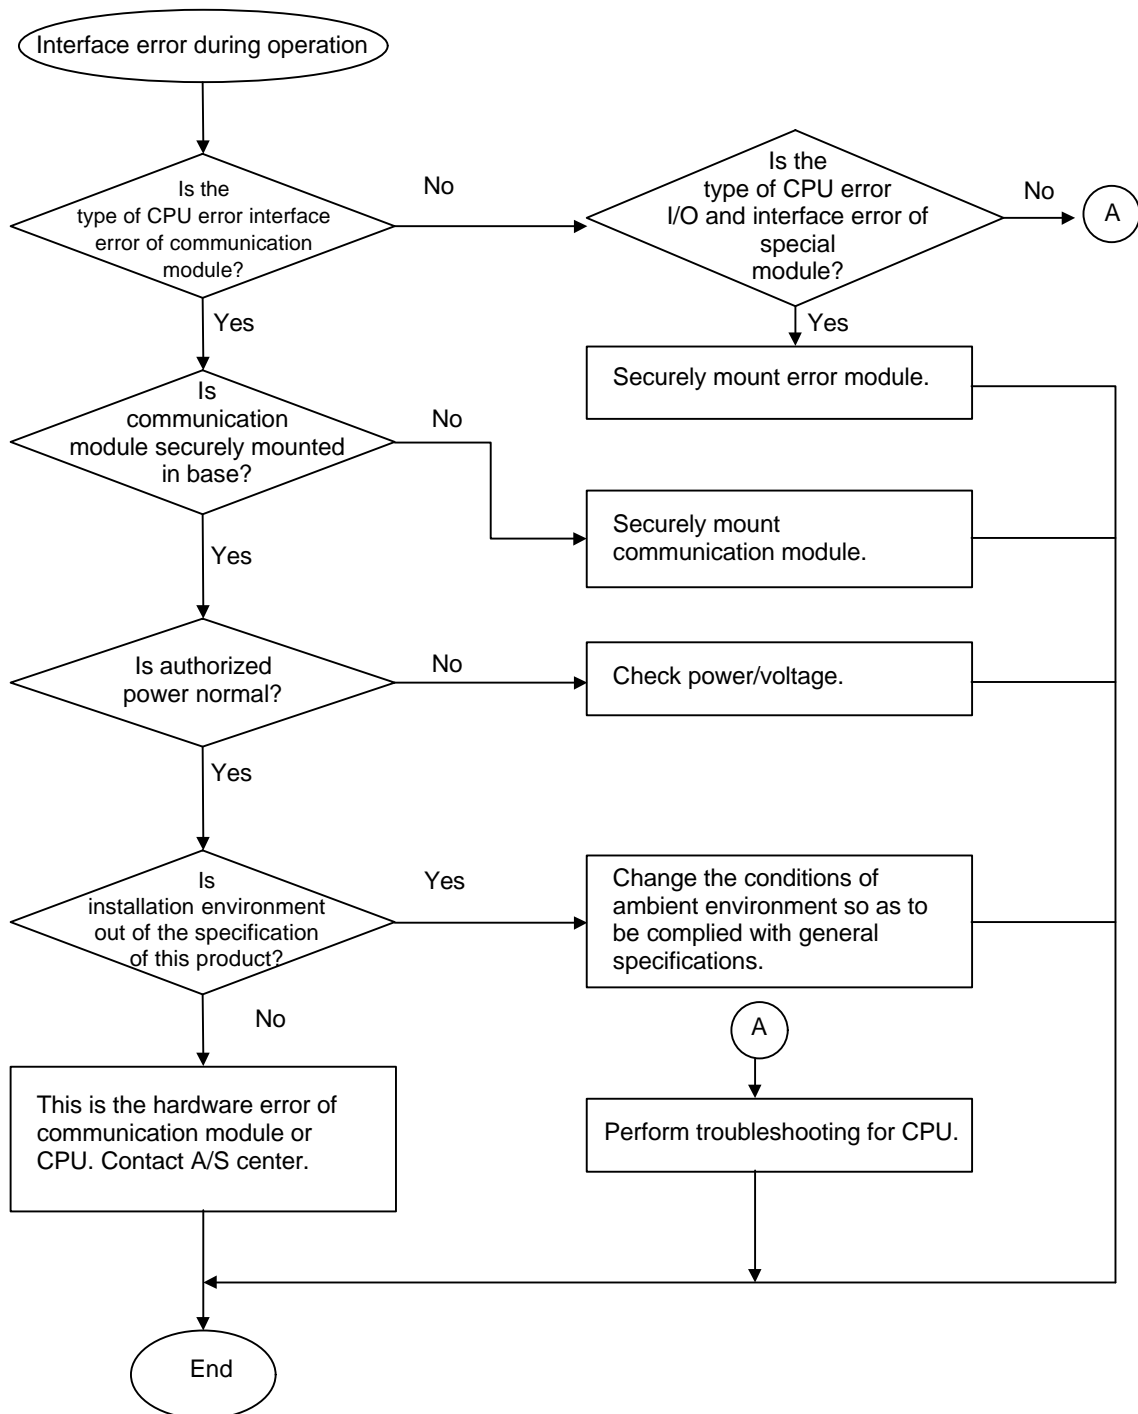 Interface error during operation
Is the
type of CPU error interface
error of communication
module?
No
Is the
type of CPU error
I/O and interface error of
special
module?
No
A
Yes
Yes
Securely mount error module.
Is
communication
module securely mounted
in base?
No
Securely mount
communication module.
Yes
Is authorized
power normal?
No
Check power/voltage.
Yes
Is
installation environment
out of the specification
of this product?
Yes
Change the conditions of
ambient environment so as to
be complied with general
specifications.
No
A
This is the hardware error of
communication module or
CPU. Contact A/S center.
Perform troubleshooting for CPU.
End